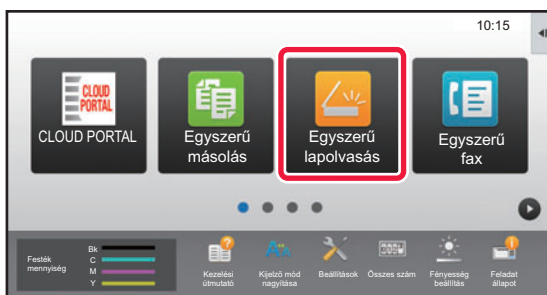 10:15
CLOUD
PORTAL
CLOUD PORTAL
Egyszerű
másolás
Egyszerű
lapolvasás
Egyszerű
fax
Festék
mennyiség
Bk
C
M
Y
Kezelési
útmutató
Kijelző mód
nagyítása
Beállítások
Összes szám
Fényesség
beállítás
Feladat
állapot